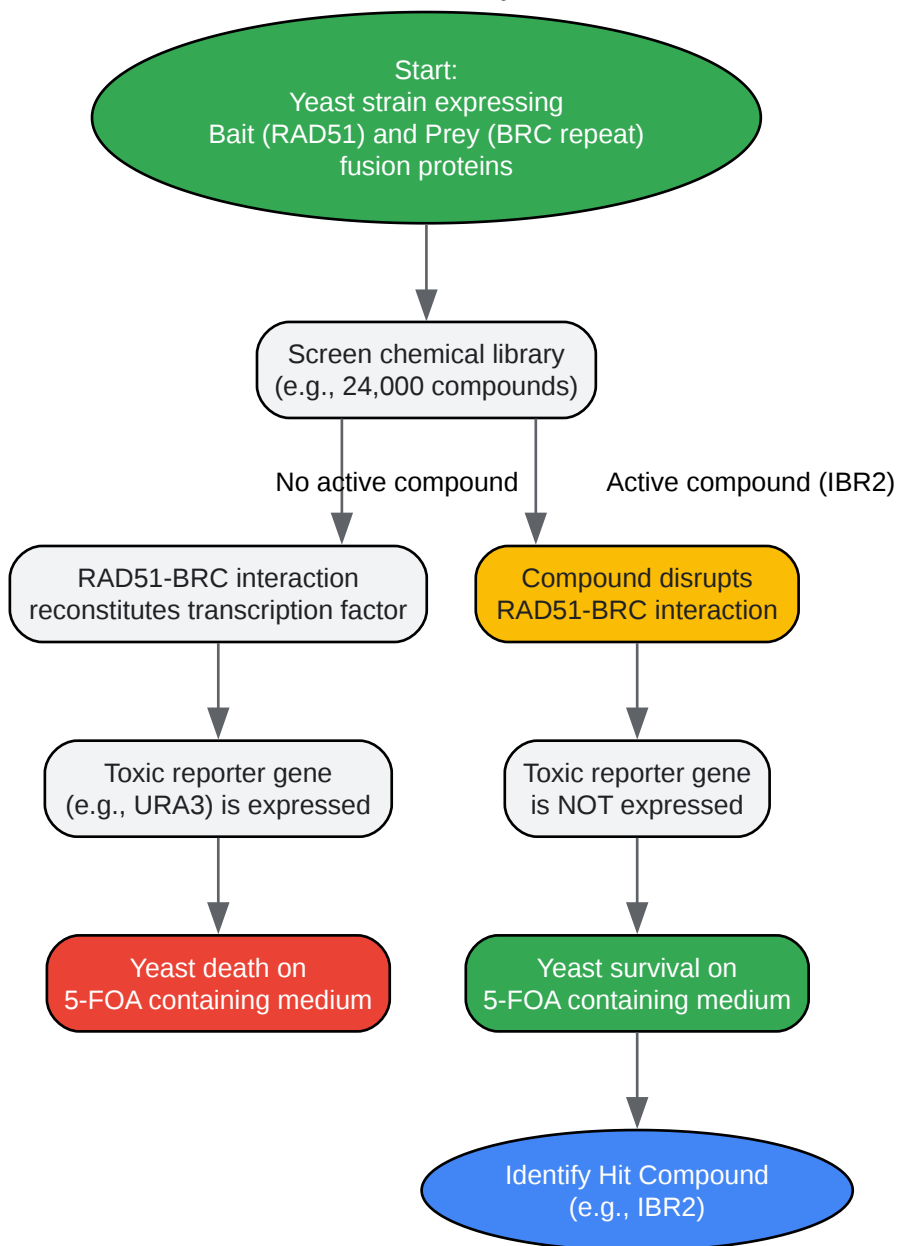 Start:
Yeast strain expressing
Bait (RAD51) and Prey (BRC repeat)
fusion proteins
Screen chemical library
(e.g., 24,000 compounds)
No active compound
Active compound (IBR2)
RAD51-BRC interaction
reconstitutes transcription factor
Compound disrupts
RAD51-BRC interaction
Toxic reporter gene
(e.g., URA3) is expressed
Toxic reporter gene
is NOT expressed
Yeast death on
5-FOA containing medium
Yeast survival on
5-FOA containing medium
Identify Hit Compound
(e.g., IBR2)